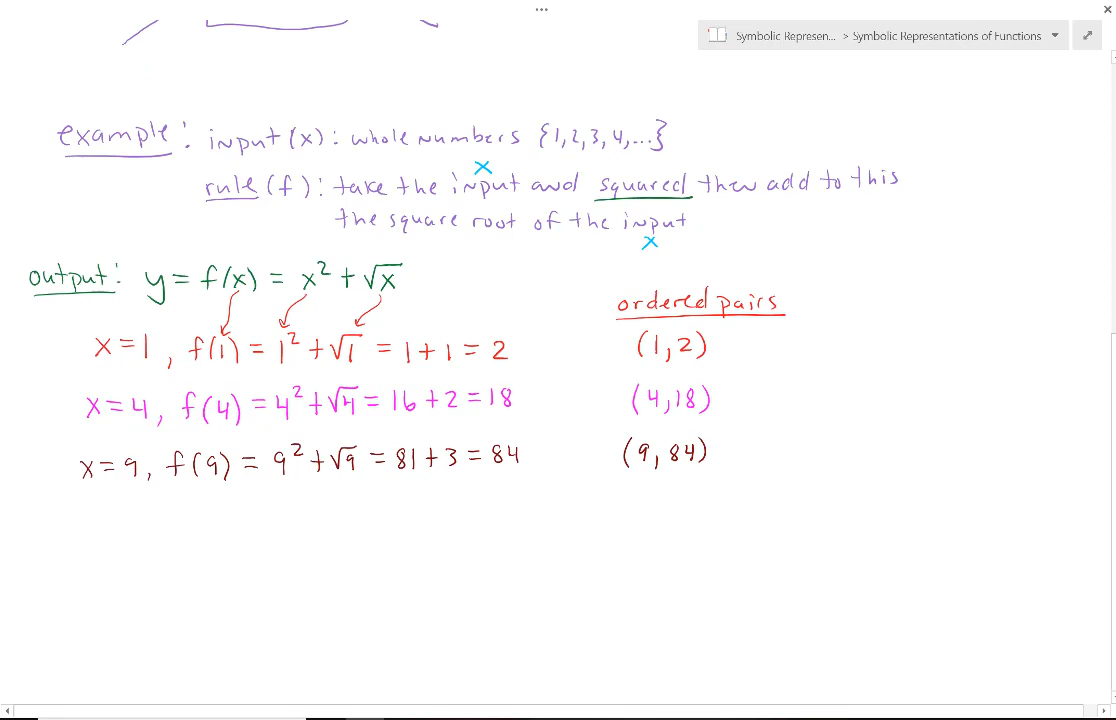 Symbolic Represen... > Symbolic Representations of Functions
example: input (x): whole numbers {1, 2, 3, 4, ...}
x
rule (f): take the input and squared then add to this
the square root of the input
x
output: y = f(x) = x² + √x
ordered pairs
x = 1, f(1) = 1² + √1 = 1 + 1 = 2 (1, 2)
x = 4, f(4) = 4² + √4 = 16 + 2 = 18 (4, 18)
x = 9, f(9) = 9² + √9 = 81 + 3 = 84 (9, 84)